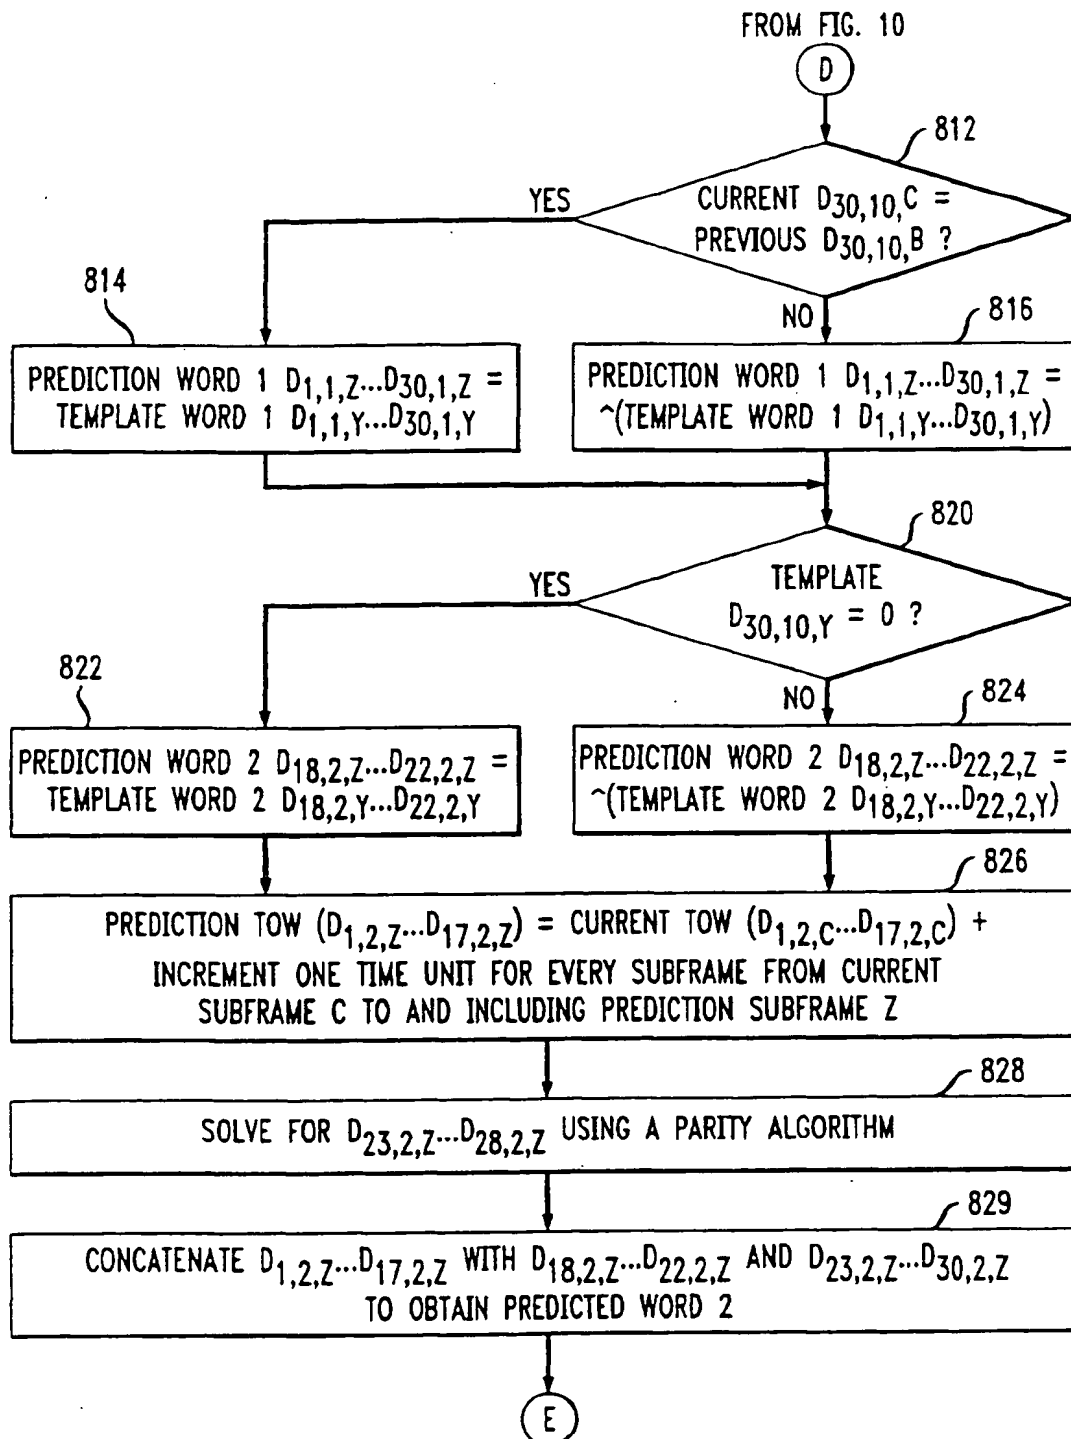 FROM FIG. 10
D
812
YES
CURRENT D30,10,C =
PREVIOUS D30,10,B ?
814
NO
816
PREDICTION WORD 1 D1,1,Z...D30,1,Z =
TEMPLATE WORD 1 D1,1,Y...D30,1,Y
PREDICTION WORD 1 D1,1,Z...D30,1,Z =
^(TEMPLATE WORD 1 D1,1,Y...D30,1,Y)
820
YES
TEMPLATE
D30,10,Y = 0 ?
822
NO
824
PREDICTION WORD 2 D18,2,Z...D22,2,Z =
TEMPLATE WORD 2 D18,2,Y...D22,2,Y
PREDICTION WORD 2 D18,2,Z...D22,2,Z =
^(TEMPLATE WORD 2 D18,2,Y...D22,2,Y)
826
PREDICTION TOW (D1,2,Z...D17,2,Z) = CURRENT TOW (D1,2,C...D17,2,C) +
INCREMENT ONE TIME UNIT FOR EVERY SUBFRAME FROM CURRENT
SUBFRAME C TO AND INCLUDING PREDICTION SUBFRAME Z
828
SOLVE FOR D23,2,Z...D28,2,Z USING A PARITY ALGORITHM
829
CONCATENATE D1,2,Z...D17,2,Z WITH D18,2,Z...D22,2,Z AND D23,2,Z...D30,2,Z
TO OBTAIN PREDICTED WORD 2
E